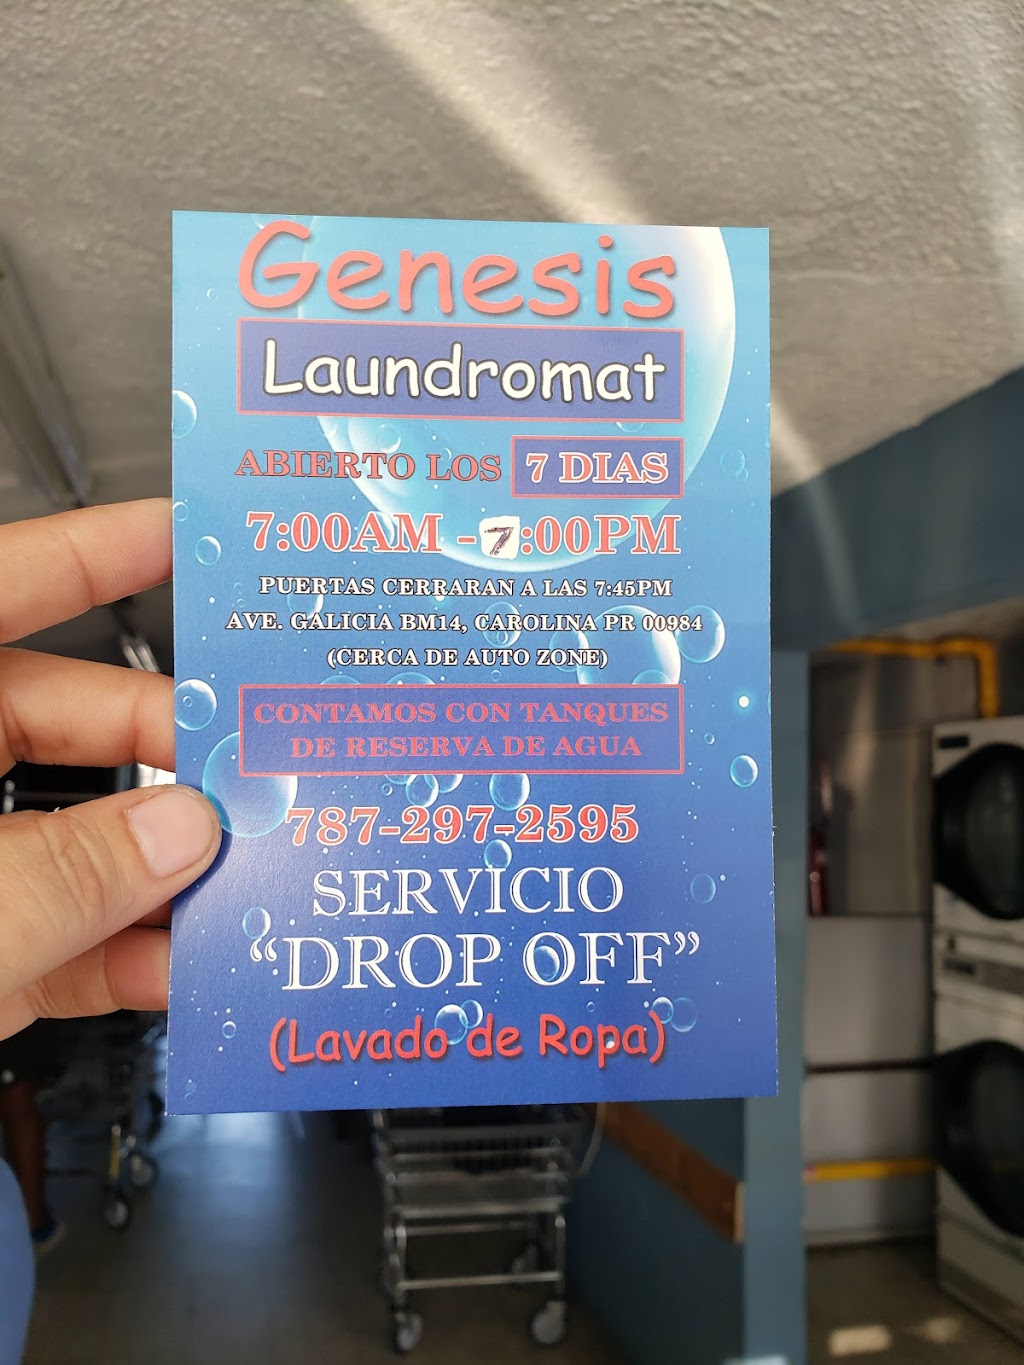 Genesis
Laundromat
ABIERTO LOS 7 DIAS
7:00AM - 7:00PM
PUERTAS CERRARAN A LAS 7:45PM
AVE. GALICIA BM14, CAROLINA PR 00984
(CERCA DE AUTO ZONE)
CONTAMOS CON TANQUES
DE RESERVA DE AGUA
787-297-2595
SERVICIO
“DROP OFF”
(Lavado de Ropa)